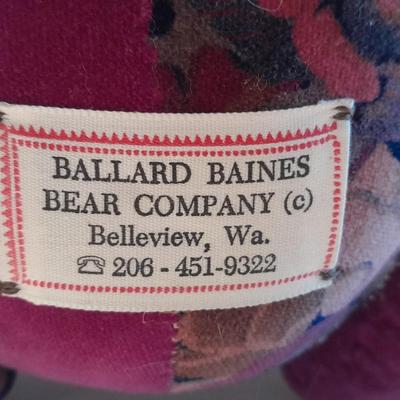 BALLARD BAINES
BEAR COMPANY (c)
Belleview, Wa.
☎ 206 - 451-9322